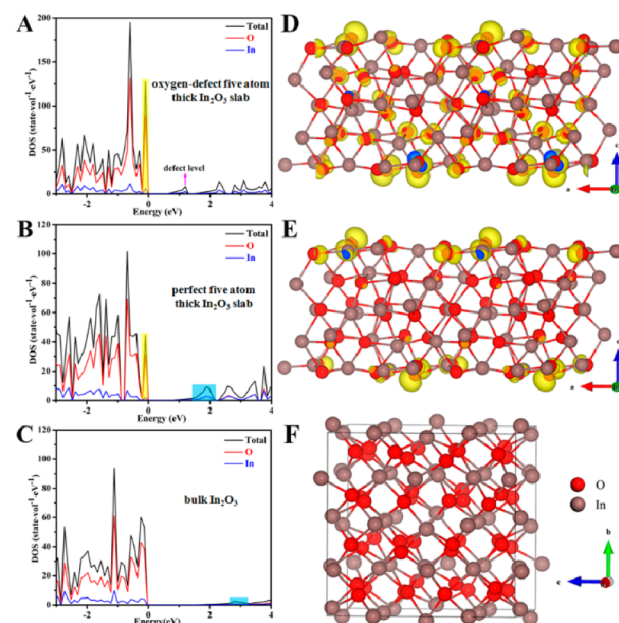 A
200
150
100
50
0
DOS (state·vol⁻¹·eV⁻¹)
Total
O
In
oxygen-defect five atom
thick In₂O₃ slab
defect level
-2 0 2 4
Energy (eV)
B
120
100
80
60
40
20
0
DOS (state·vol⁻¹·eV⁻¹)
Total
O
In
perfect five atom
thick In₂O₃ slab
-2 0 2 4
Energy (eV)
C
120
100
80
60
40
20
0
DOS (state·vol⁻¹·eV⁻¹)
Total
O
In
bulk In₂O₃
-2 0 2 4
Energy(eV)
D
c
a
E
c
a
F
O
In
b
c